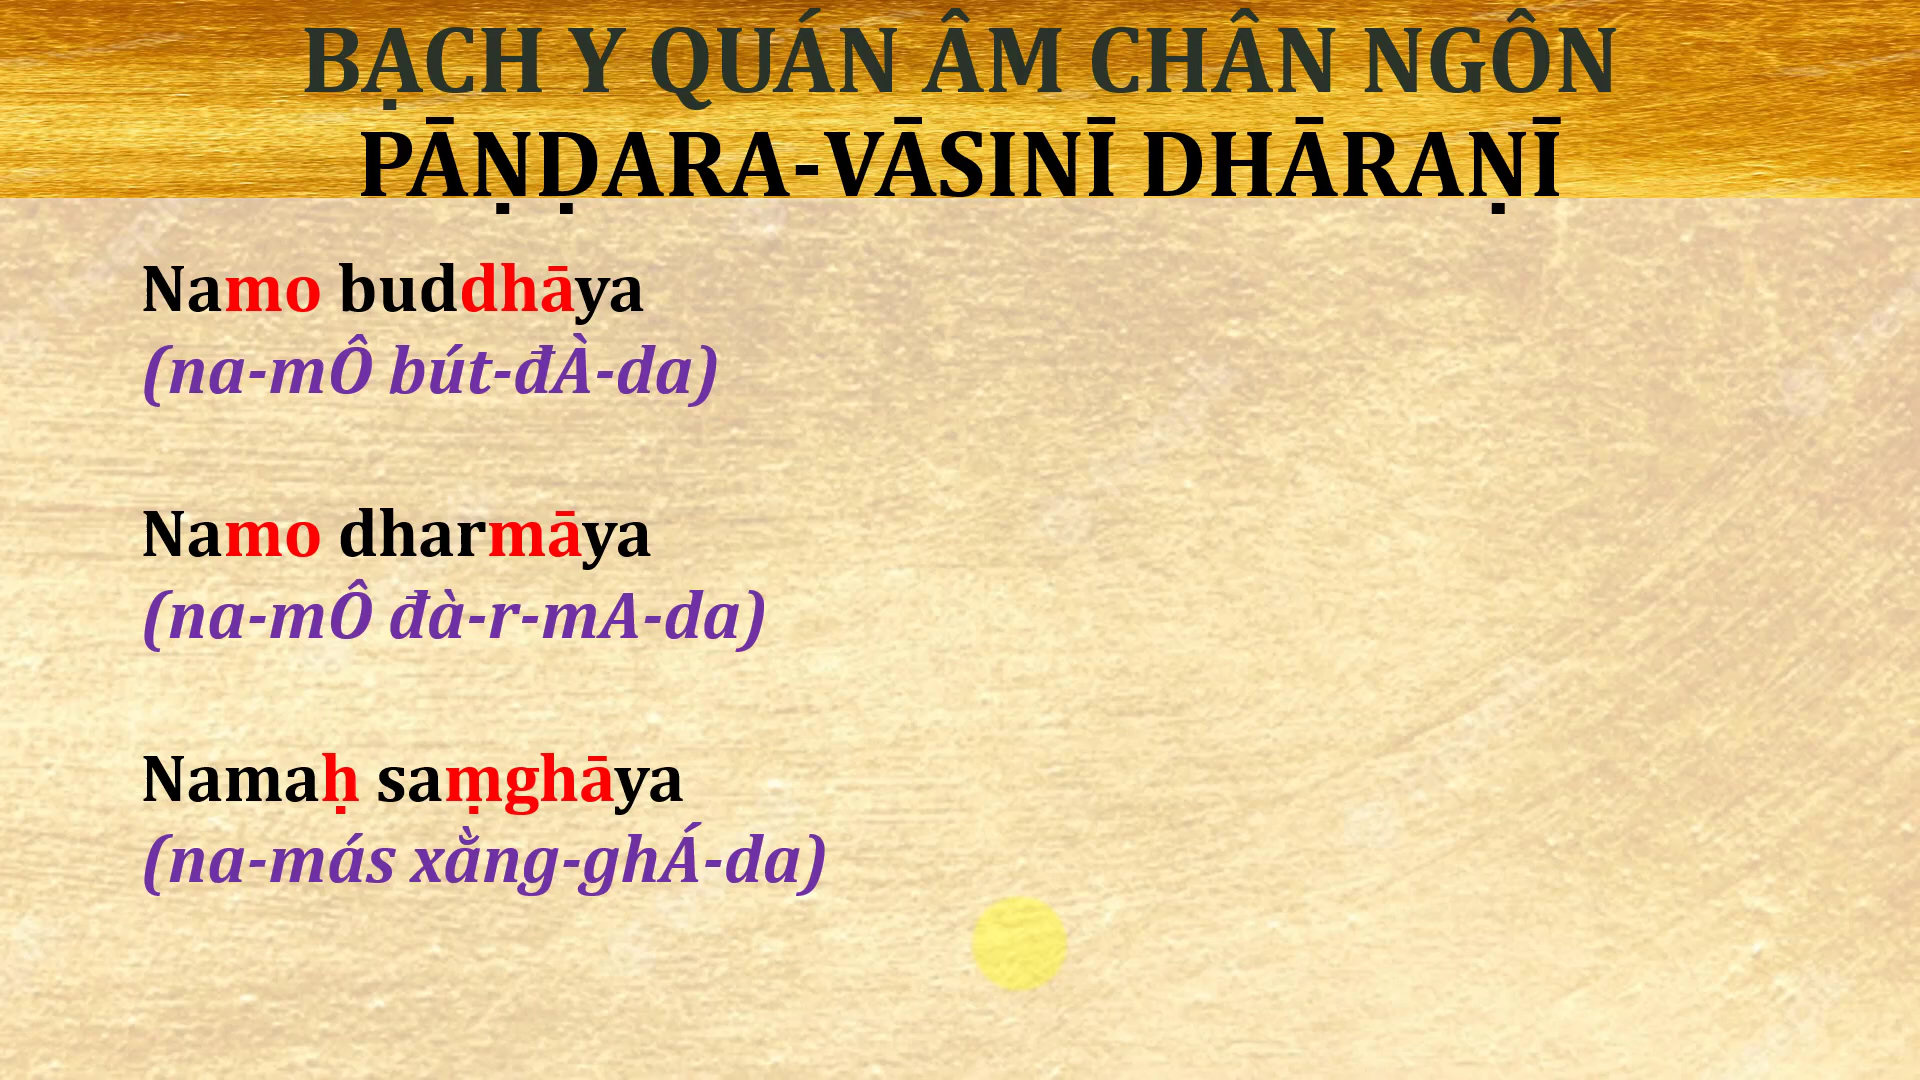 BẠCH Y QUÁN ÂM CHÂN NGÔN
PĀṆḌARA-VĀSINĪ DHĀRAṆĪ
Namo buddhāya
(na-mÔ bút-đÀ-da)
Namo dharmāya
(na-mÔ đà-r-mA-da)
Namaḥ saṃghāya
(na-más xằng-ghÁ-da)